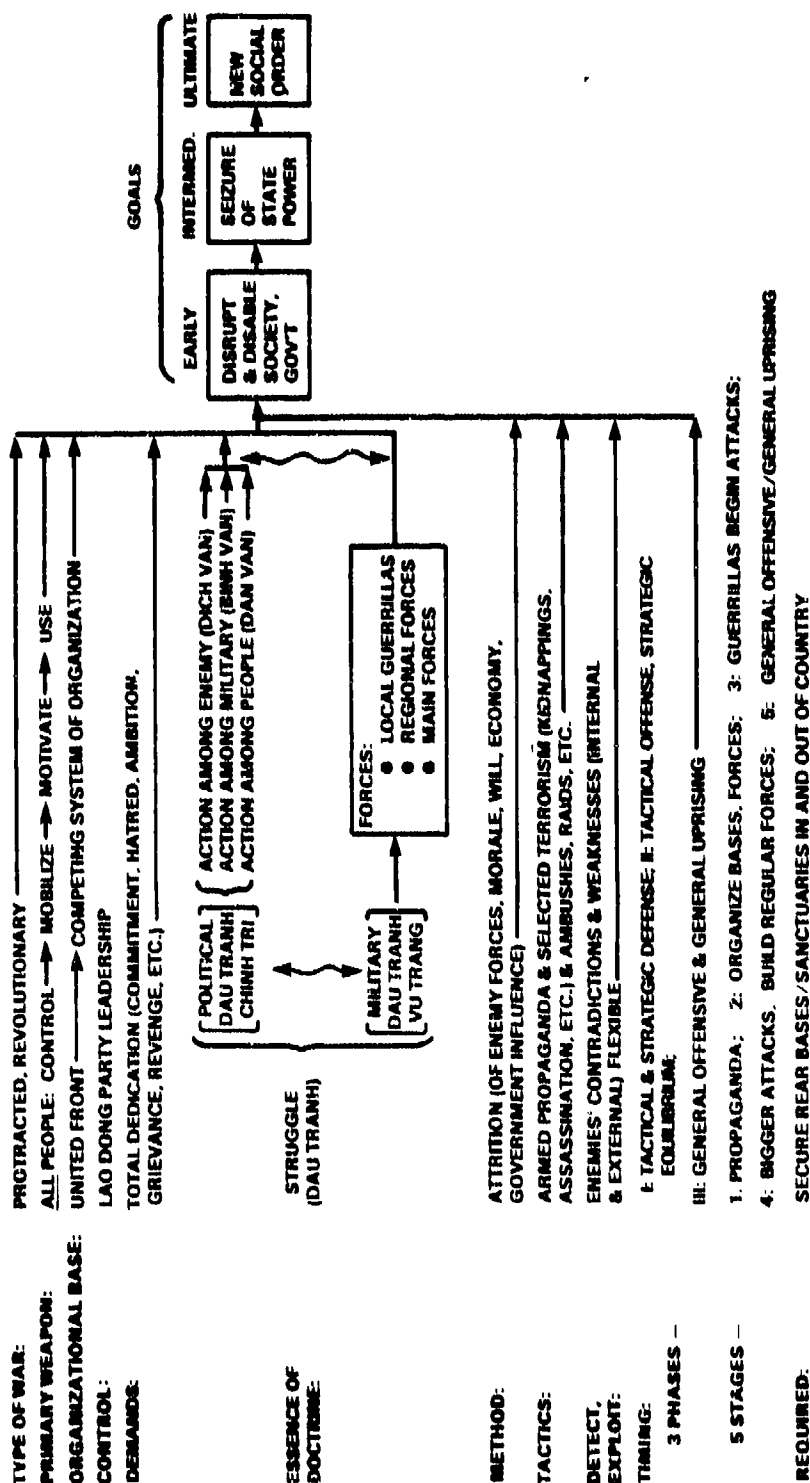 TYPE OF WAR: PROTRACTED, REVOLUTIONARY
PRIMARY WEAPON: ALL PEOPLE: CONTROL → MOBILIZE → MOTIVATE → USE
ORGANIZATIONAL BASE: UNITED FRONT → COMPETING SYSTEM OF ORGANIZATION
CONTROL: LAO DONG PARTY LEADERSHIP
DEMANDS: TOTAL DEDICATION (COMMITMENT, HATRED, AMBITION,
GRIEVANCE, REVENGE, ETC.)
ESSENCE OF
DOCTRINE:
STRUGGLE
(DAU TRANH)
POLITICAL
DAU TRANH
CHINH TRI
ACTION AMONG ENEMY (DICH VAN)
ACTION AMONG MILITARY (BINH VAN)
ACTION AMONG PEOPLE (DAN VAN)
MILITARY
DAU TRANH
VU TRANG
FORCES:
● LOCAL GUERRILLAS
● REGIONAL FORCES
● MAIN FORCES
GOALS
EARLY
INTERMED.
ULTIMATE
DISRUPT
& DISABLE
SOCIETY,
GOV'T
SEIZURE
OF
STATE
POWER
NEW
SOCIAL
ORDER
METHOD: ATTRITION (OF ENEMY FORCES, MORALE, WILL, ECONOMY,
GOVERNMENT INFLUENCE)
TACTICS: ARMED PROPAGANDA & SELECTED TERRORISM (KIDNAPPINGS,
ASSASSINATION, ETC.) & AMBUSHES, RAIDS, ETC.
DETECT, ENEMIES' CONTRADICTIONS & WEAKNESSES (INTERNAL
EXPLOIT: & EXTERNAL) FLEXIBLE
TIMING:
3 PHASES — I: TACTICAL & STRATEGIC DEFENSE; II: TACTICAL OFFENSE, STRATEGIC
EQUILIBRIUM;
III: GENERAL OFFENSIVE & GENERAL UPRISING
5 STAGES — 1. PROPAGANDA; 2: ORGANIZE BASES, FORCES; 3: GUERRILLAS BEGIN ATTACKS;
4: BIGGER ATTACKS, BUILD REGULAR FORCES; 5: GENERAL OFFENSIVE/GENERAL UPRISING
REQUIRED: SECURE REAR BASES/SANCTUARIES IN AND OUT OF COUNTRY